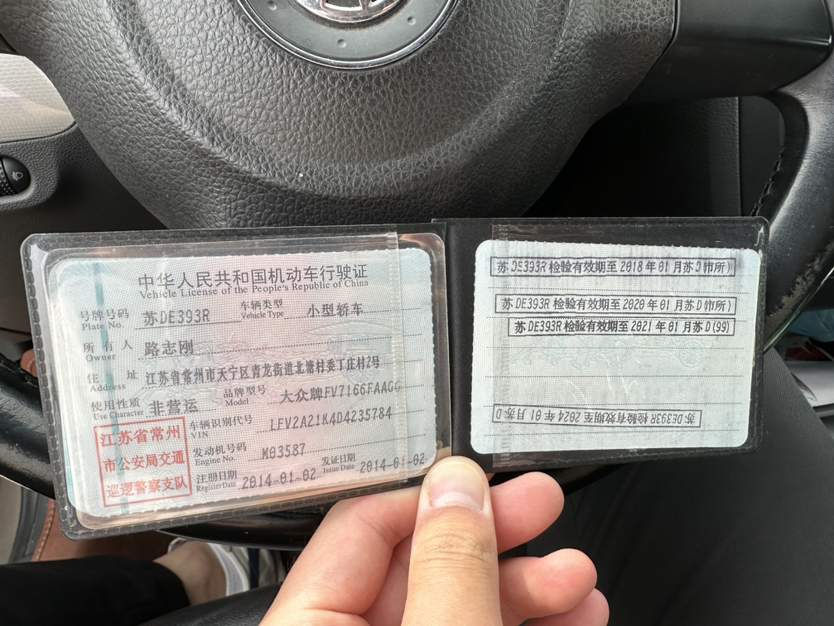 中华人民共和国机动车行驶证
Vehicle License of the People's Republic of China
号牌号码 苏DE393R 车辆类型 小型轿车
Plate No. Vehicle Type
所有人 路志刚
Owner
住址 江苏省常州市天宁区青龙街道北塘村委丁庄村2号
Address
使用性质 非营运 品牌型号 大众牌FV7166FAAGG
Use Character Model
车辆识别代号 LFV2A21K4D4235784
VIN
发动机号码 M03587
Engine No.
注册日期 2014-01-02 发证日期 2014-01-02
Register Date Issue Date
江苏省常州
市公安局交通
巡逻警察支队
苏DE393R 检验有效期至 2018年01月苏D
苏DE393R 检验有效期至 2020年01月苏D
苏DE393R 检验有效期至 2021年01月苏D(99)
苏DE393R 检验有效期至 2024年01月苏D